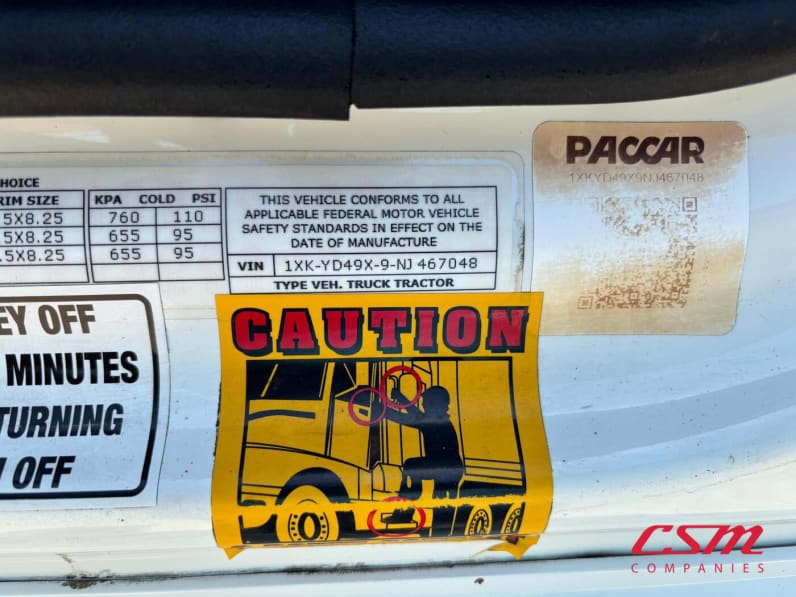 HOICE
RIM SIZE
KPA COLD PSI
.5X8.25
760 110
.5X8.25
655 95
.5X8.25
655 95
THIS VEHICLE CONFORMS TO ALL
APPLICABLE FEDERAL MOTOR VEHICLE
SAFETY STANDARDS IN EFFECT ON THE
DATE OF MANUFACTURE
VIN 1XK-YD49X-9-NJ 467048
TYPE VEH. TRUCK TRACTOR
PACCAR
1XKYD49X9NJ467048
EY OFF
MINUTES
TURNING
OFF
CAUTION
CSM
COMPANIES